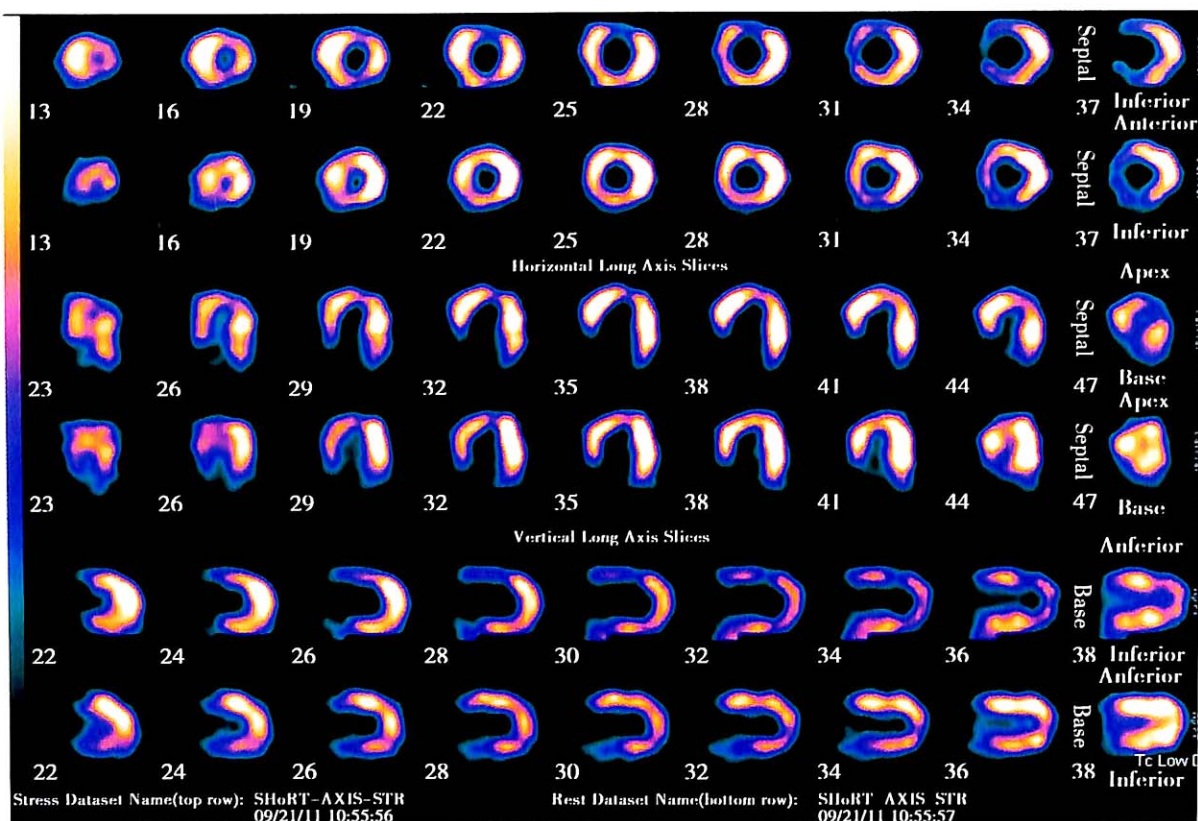 Septal
13 16 19 22 25 28 31 34 37 Inferior
Anterior
Septal
13 16 19 22 25 28 31 34 37 Inferior
Horizontal Long Axis Slices
Apex
Septal
23 26 29 32 35 38 41 44 47 Base
Apex
Septal
23 26 29 32 35 38 41 44 47 Base
Vertical Long Axis Slices
Anferior
Base
22 24 26 28 30 32 34 36 38 Inferior
Anferior
Base
Tc Low D
22 24 26 28 30 32 34 36 38 Inferior
Stress Dataset Name(top row): SHoRT-AXIS-STR Rest Dataset Name(bottom row): SHoRT AXIS STR
09/21/11 10:55:56 09/21/11 10:55:57